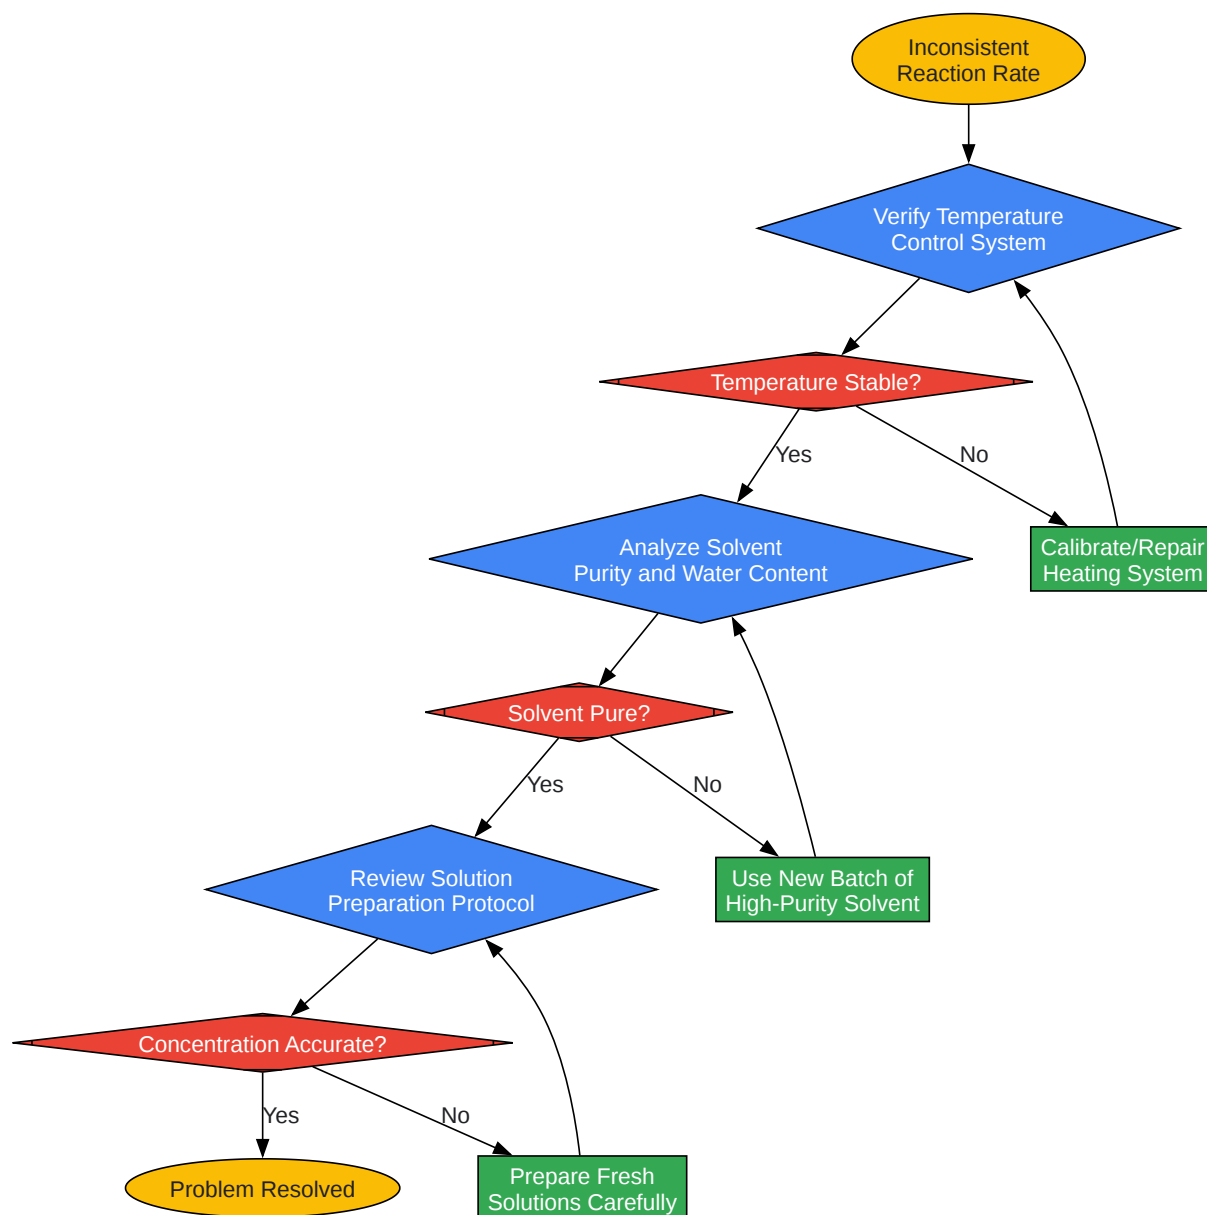 Inconsistent
Reaction Rate
Verify Temperature
Control System
Temperature Stable?
Yes
No
Analyze Solvent
Purity and Water Content
Calibrate/Repair
Heating System
Solvent Pure?
Yes
No
Review Solution
Preparation Protocol
Use New Batch of
High-Purity Solvent
Concentration Accurate?
Yes
No
Problem Resolved
Prepare Fresh
Solutions Carefully